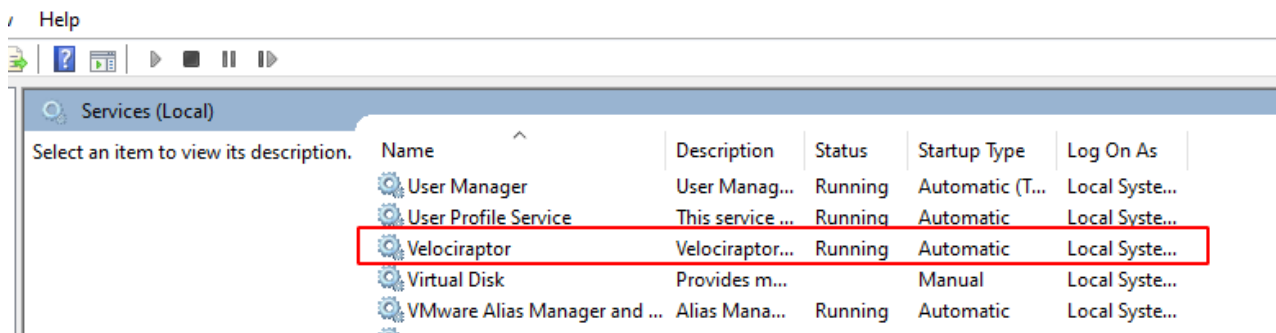 Help
?
Services (Local)
Select an item to view its description.
Name Description Status Startup Type Log On As
User Manager User Manag... Running Automatic (T... Local Syste...
User Profile Service This service ... Running Automatic Local Syste...
Velociraptor Velociraptor... Running Automatic Local Syste...
Virtual Disk Provides m... Manual Local Syste...
VMware Alias Manager and ... Alias Mana... Running Automatic Local Syste...